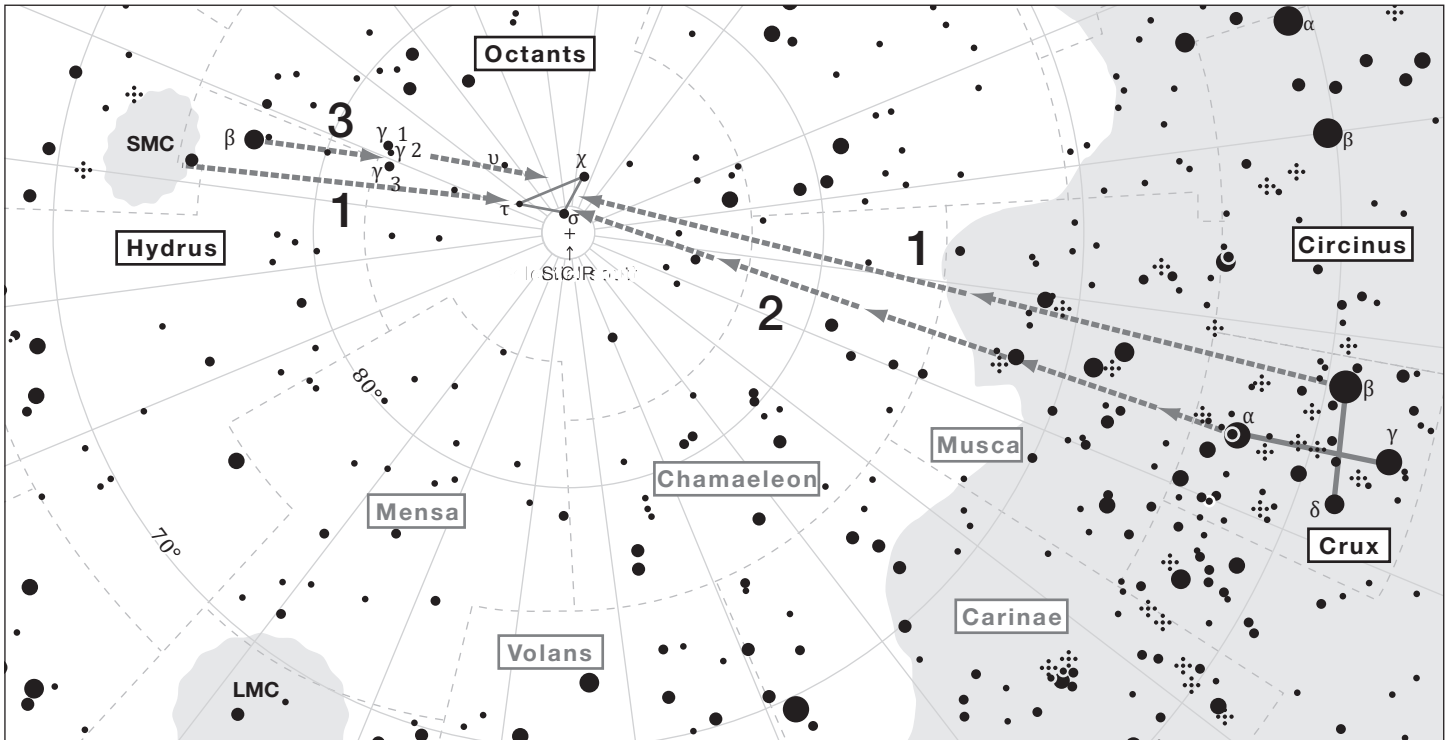 α
Octants
3
γ 1
β
β
SMC
γ 2
υ
χ
γ 3
τ
σ
1
1
Hydrus
Circinus
+
↑
2
80°
β
α
γ
Musca
Chamaeleon
Mensa
δ
70°
Crux
Carinae
Volans
LMC